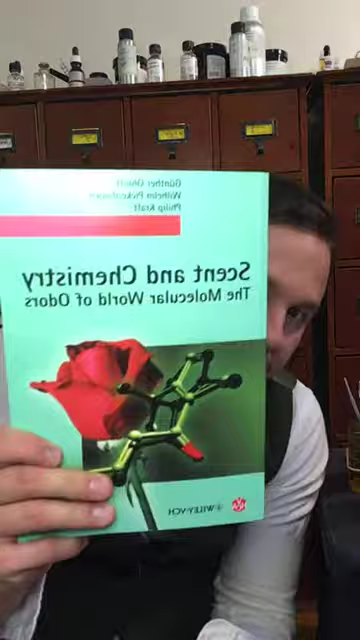 Günther Ohloff
Wilhelm Pickenhagen
Philip Kraft
Scent and Chemistry
The Molecular World of Odors
WILEY-VCH